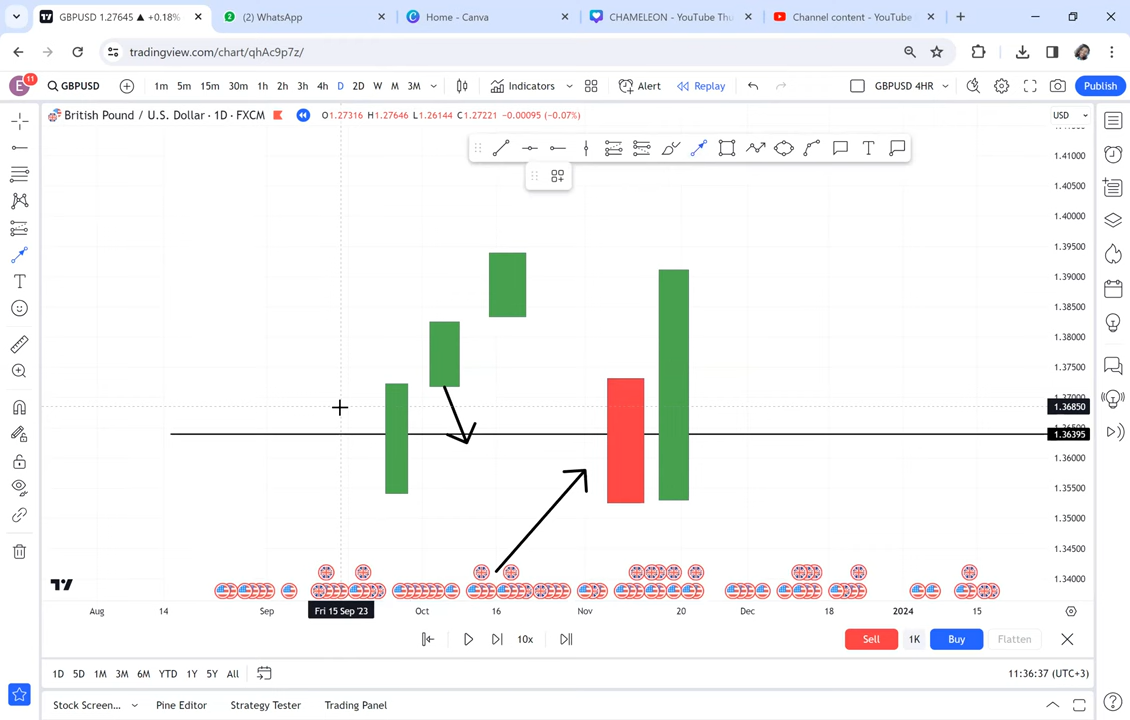 GBPUSD 1.27645 ▲ +0.18%
(2) WhatsApp
Home - Canva
CHAMELEON - YouTube Thu
Channel content - YouTube
tradingview.com/chart/qhAc9p7z/
E 11 GBPUSD 1m 5m 15m 30m 1h 2h 3h 4h D 2D W M 3M Indicators Alert Replay GBPUSD 4HR Publish
British Pound / U.S. Dollar · 1D · FXCM O1.27316 H1.27646 L1.26144 C1.27221 −0.00095 (−0.07%) USD
T
T
1.41000
1.40500
1.40000
1.39500
1.39000
1.38500
1.38000
1.37500
1.36850
1.36395
1.36000
1.35500
1.35000
1.34500
1.34000
Aug 14 Sep Fri 15 Sep '23 Oct 16 Nov 20 Dec 18 2024 15
10x Sell 1K Buy Flatten
1D 5D 1M 3M 6M YTD 1Y 5Y All 11:36:37 (UTC+3)
Stock Screen... Pine Editor Strategy Tester Trading Panel